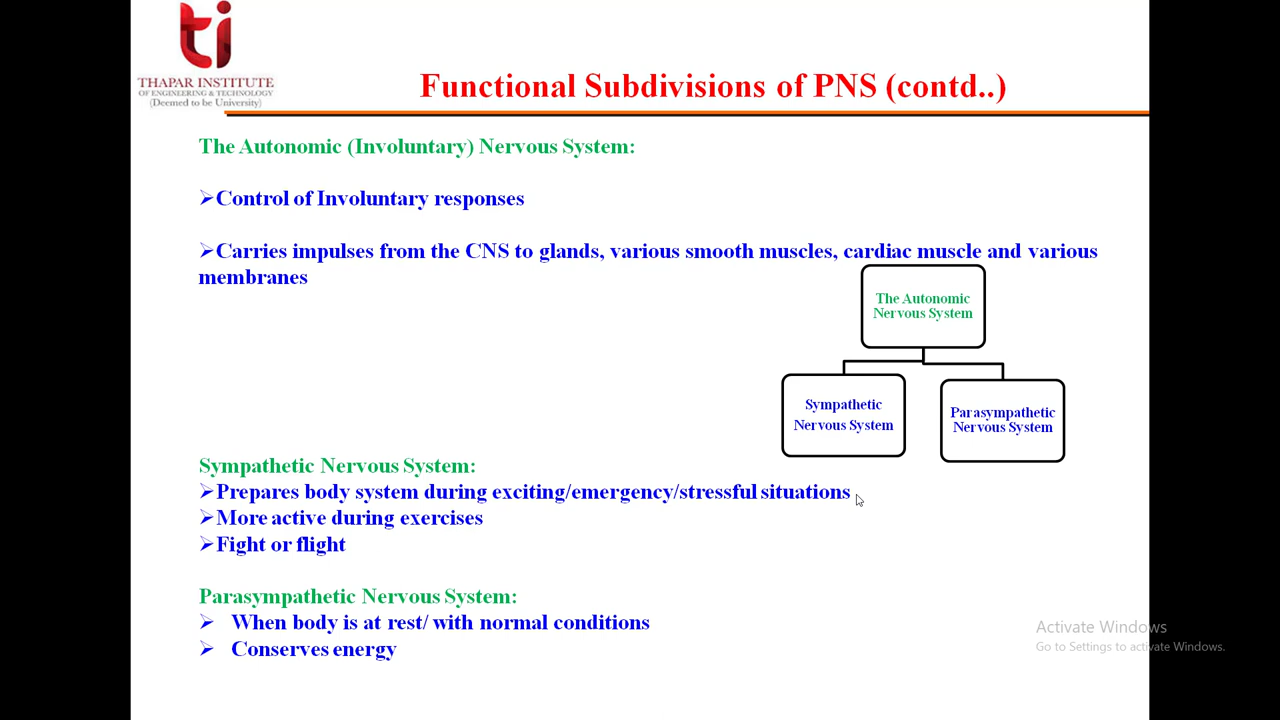 ti
THAPAR INSTITUTE
OF ENGINEERING & TECHNOLOGY
(Deemed to be University)
Functional Subdivisions of PNS (contd..)
The Autonomic (Involuntary) Nervous System:
➢Control of Involuntary responses
➢Carries impulses from the CNS to glands, various smooth muscles, cardiac muscle and various
membranes
The Autonomic
Nervous System
Sympathetic
Nervous System
Parasympathetic
Nervous System
Sympathetic Nervous System:
➢Prepares body system during exciting/emergency/stressful situations
➢More active during exercises
➢Fight or flight
Parasympathetic Nervous System:
➢ When body is at rest/ with normal conditions
➢ Conserves energy
Activate Windows
Go to Settings to activate Windows.